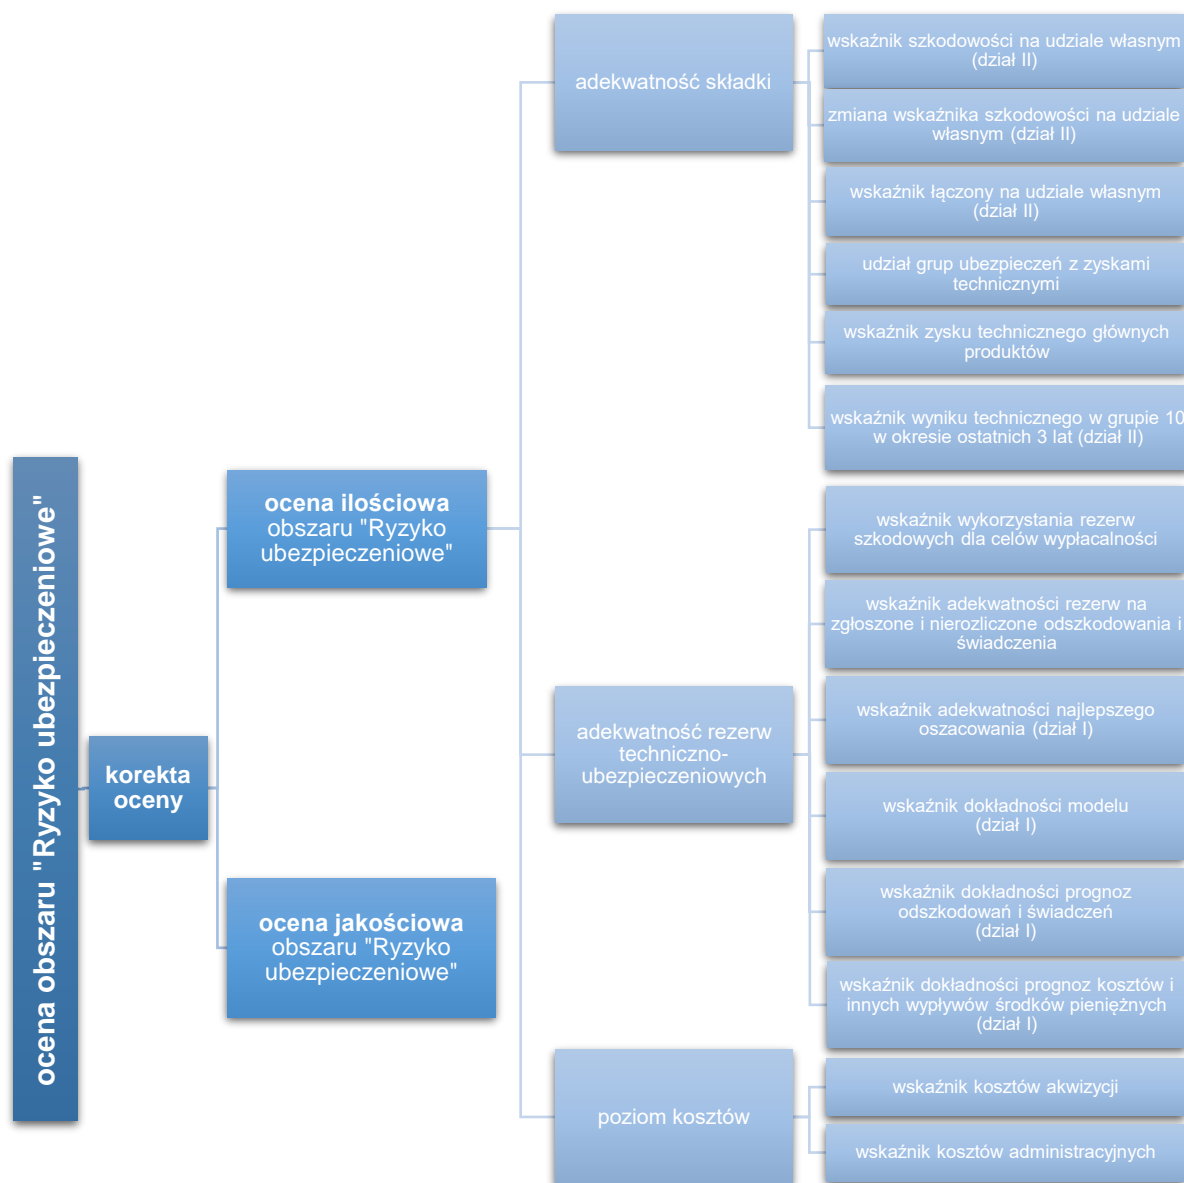 ocena obszaru "Ryzyko ubezpieczeniowe"
korekta
oceny
ocena ilościowa
obszaru "Ryzyko
ubezpieczeniowe"
ocena jakościowa
obszaru "Ryzyko
ubezpieczeniowe"
adekwatność składki
wskaźnik szkodowości na udziale własnym
(dział II)
zmiana wskaźnika szkodowości na udziale
własnym (dział II)
wskaźnik łączony na udziale własnym
(dział II)
udział grup ubezpieczeń z zyskami
technicznymi
wskaźnik zysku technicznego głównych
produktów
wskaźnik wyniku technicznego w grupie 10
w okresie ostatnich 3 lat (dział II)
adekwatność rezerw
techniczno-
ubezpieczeniowych
wskaźnik wykorzystania rezerw
szkodowych dla celów wypłacalności
wskaźnik adekwatności rezerw na
zgłoszone i nierozliczone odszkodowania i
świadczenia
wskaźnik adekwatności najlepszego
oszacowania (dział I)
wskaźnik dokładności modelu
(dział I)
wskaźnik dokładności prognoz
odszkodowań i świadczeń
(dział I)
wskaźnik dokładności prognoz kosztów i
innych wypływów środków pieniężnych
(dział I)
poziom kosztów
wskaźnik kosztów akwizycji
wskaźnik kosztów administracyjnych